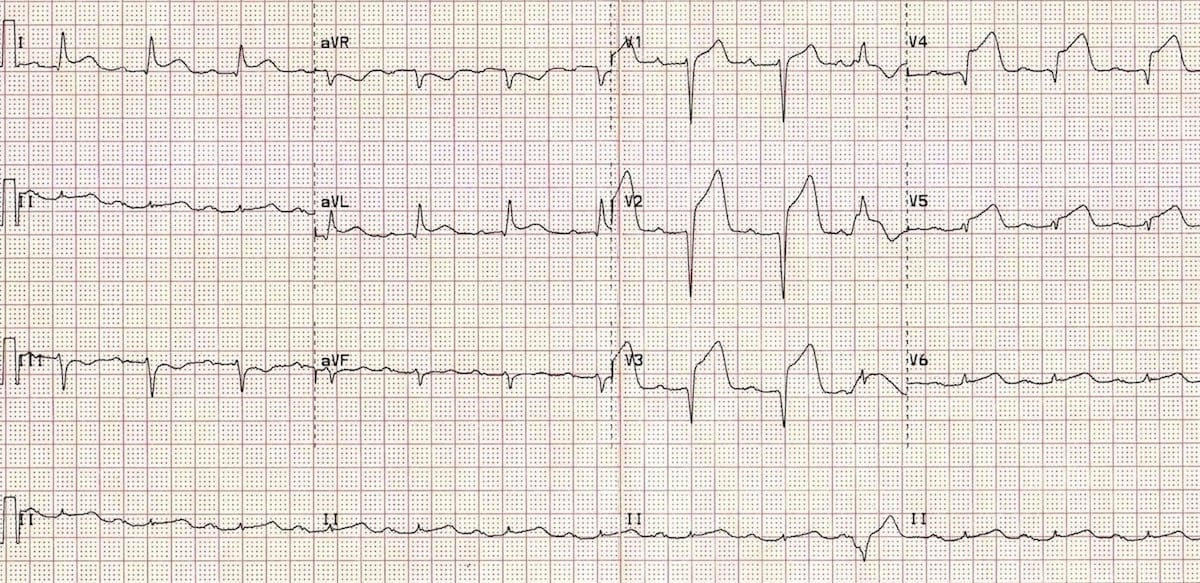 I aVR V1 V4
II aVL V2 V5
III aVF V3 V6
II II II II